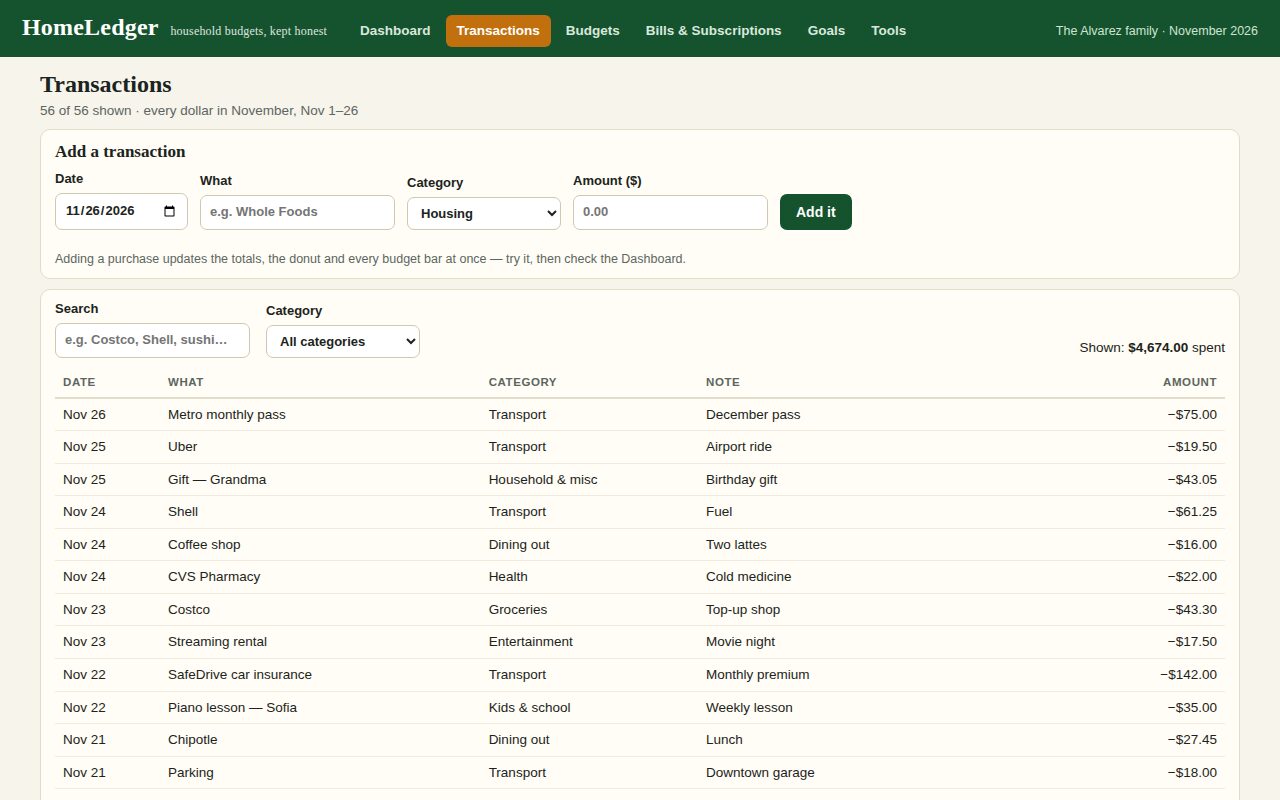 HomeLedger household budgets, kept honest Dashboard Transactions Budgets Bills & Subscriptions Goals Tools The Alvarez family · November 2026
Transactions
56 of 56 shown · every dollar in November, Nov 1–26
Add a transaction
Date What Category Amount ($)
11/26/2026 e.g. Whole Foods Housing 0.00 Add it
Adding a purchase updates the totals, the donut and every budget bar at once — try it, then check the Dashboard.
Search Category
e.g. Costco, Shell, sushi… All categories Shown: $4,674.00 spent
DATE WHAT CATEGORY NOTE AMOUNT
Nov 26 Metro monthly pass Transport December pass −$75.00
Nov 25 Uber Transport Airport ride −$19.50
Nov 25 Gift — Grandma Household & misc Birthday gift −$43.05
Nov 24 Shell Transport Fuel −$61.25
Nov 24 Coffee shop Dining out Two lattes −$16.00
Nov 24 CVS Pharmacy Health Cold medicine −$22.00
Nov 23 Costco Groceries Top-up shop −$43.30
Nov 23 Streaming rental Entertainment Movie night −$17.50
Nov 22 SafeDrive car insurance Transport Monthly premium −$142.00
Nov 22 Piano lesson — Sofia Kids & school Weekly lesson −$35.00
Nov 21 Chipotle Dining out Lunch −$27.45
Nov 21 Parking Transport Downtown garage −$18.00